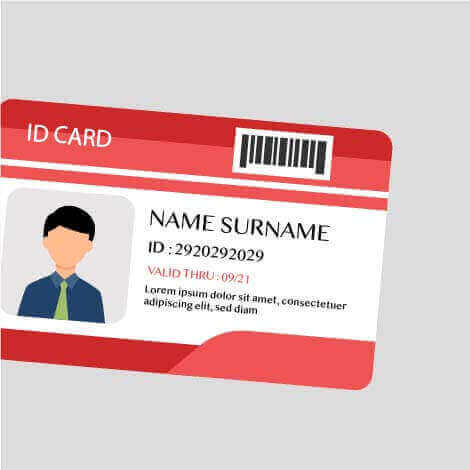 ID CARD
NAME SURNAME
ID : 2920292029
VALID THRU : 09/21
Lorem ipsum dolor sit amet, consectetuer
adipiscing elit, sed diam